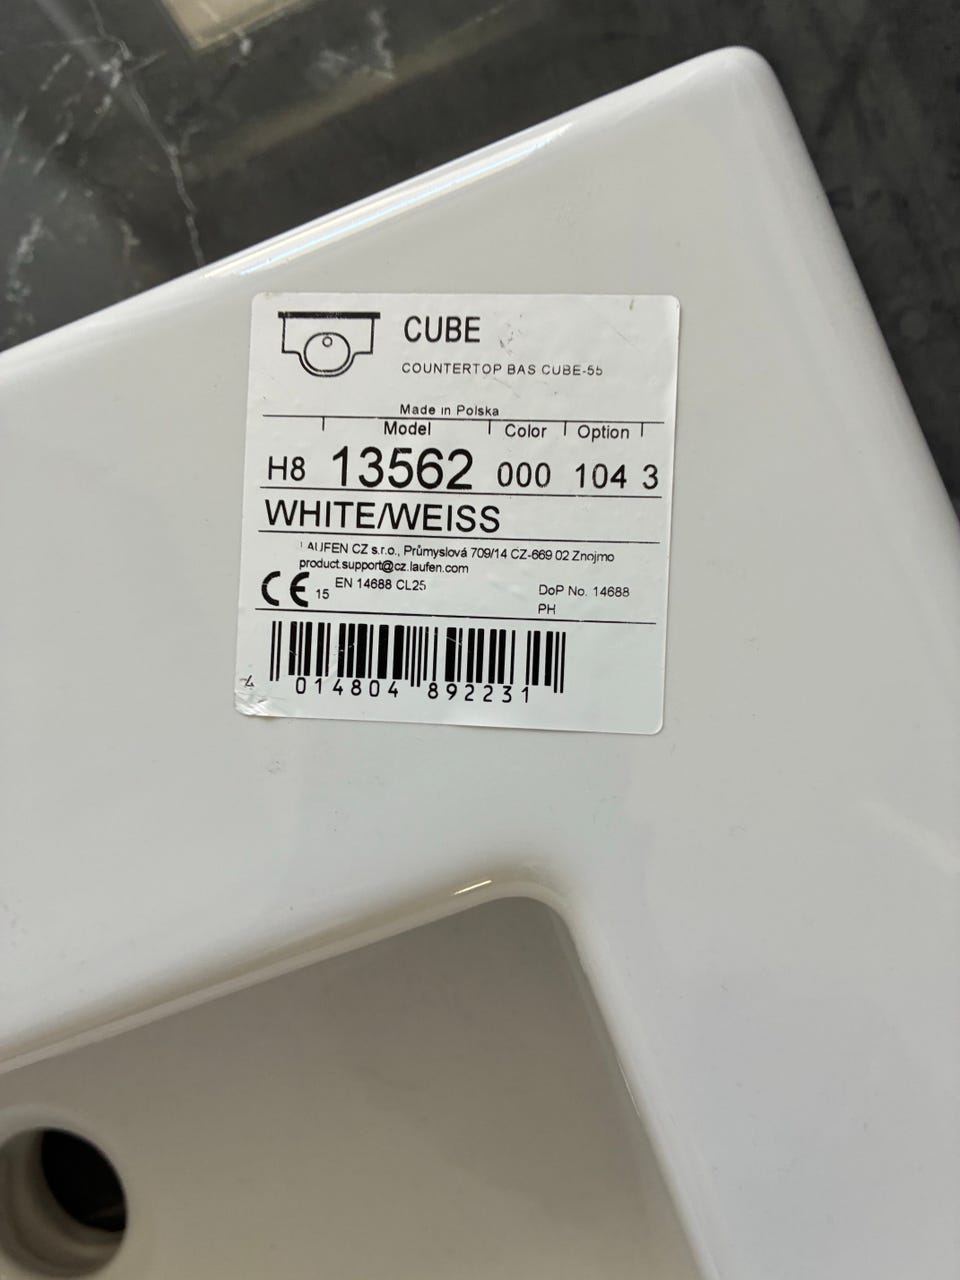 CUBE
COUNTERTOP BAS CUBE-55
Made in Polska
Model Color Option
H8 13562 000 104 3
WHITE/WEISS
LAUFEN CZ s.r.o., Průmyslová 709/14 CZ-669 02 Znojmo
product.support@cz.laufen.com
CE 15 EN 14688 CL25 DoP No. 14688
PH
4 014804 892231